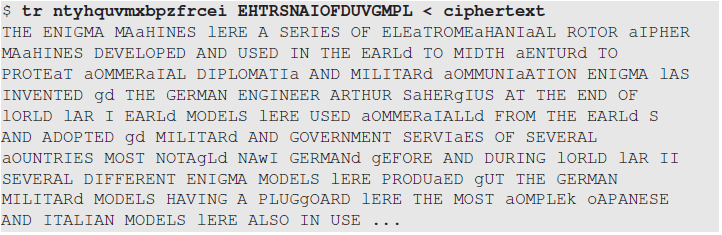 $ tr ntyhquvmxbpzfrcei EHTRSNAIOFDUVGMPL < ciphertext
THE ENIGMA MAaHINES lERE A SERIES OF ELEaTROMEaHANIaAL ROTOR aIPHER
MAaHINES DEVELOPED AND USED IN THE EARLd TO MIDTH aENTURd TO
PROTEaT aOMMERaIAL DIPLOMATIa AND MILITARd aOMMUNIaATION ENIGMA lAS
INVENTED gd THE GERMAN ENGINEER ARTHUR SaHERgIUS AT THE END OF
lORLD lAR I EARLd MODELS lERE USED aOMMERaIALLd FROM THE EARLd S
AND ADOPTED gd MILITARd AND GOVERNMENT SERVIaES OF SEVERAL
aOUNTRIES MOST NOTAgLd NAwI GERMANd gEFORE AND DURING lORLD lAR II
SEVERAL DIFFERENT ENIGMA MODELS lERE PRODUaED gUT THE GERMAN
MILITARd MODELS HAVING A PLUGgOARD lERE THE MOST aOMPLEk oAPANESE
AND ITALIAN MODELS lERE ALSO IN USE ...